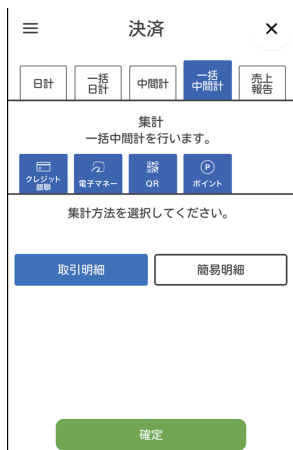 決済
日計
一括
日計
中間計
一括
中間計
売上
報告
集計
一括中間計を行います。
クレジット
銀聯
電子マネー
QR
ポイント
集計方法を選択してください。
取引明細
簡易明細
確定